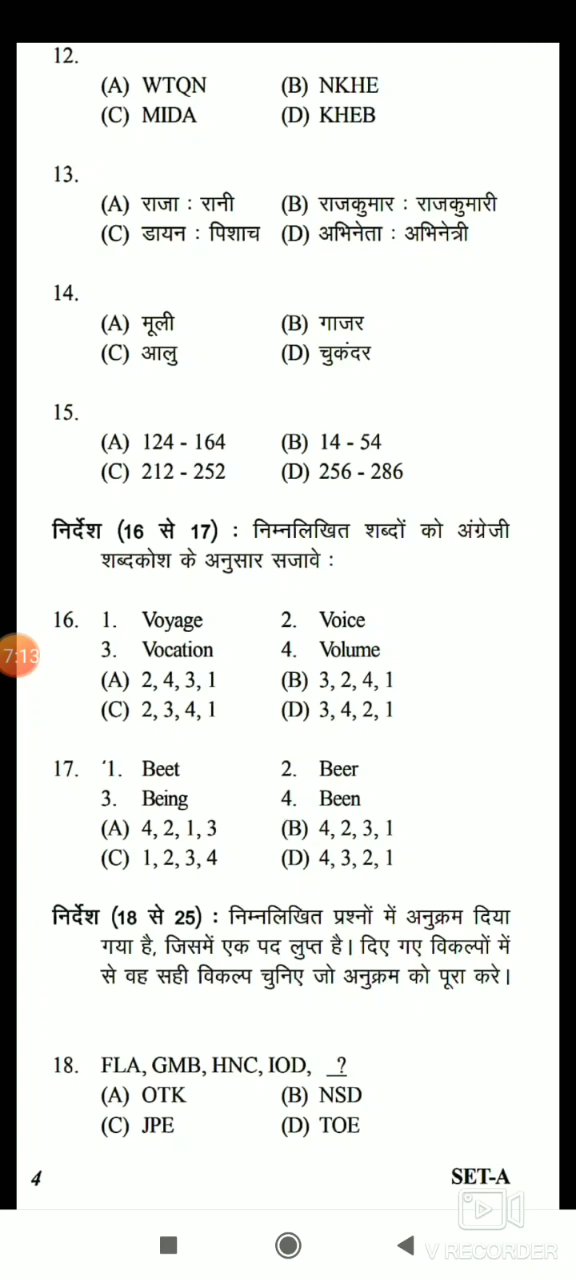 12.
(A) WTQN (B) NKHE
(C) MIDA (D) KHEB
13.
(A) राजा : रानी (B) राजकुमार : राजकुमारी
(C) डायन : पिशाच (D) अभिनेता : अभिनेत्री
14.
(A) मूली (B) गाजर
(C) आलु (D) चुकंदर
15.
(A) 124 - 164 (B) 14 - 54
(C) 212 - 252 (D) 256 - 286
निर्देश (16 से 17) : निम्नलिखित शब्दों को अंग्रेजी
शब्दकोश के अनुसार सजावे :
16. 1. Voyage 2. Voice
3. Vocation 4. Volume
7:13
(A) 2, 4, 3, 1 (B) 3, 2, 4, 1
(C) 2, 3, 4, 1 (D) 3, 4, 2, 1
17. '1. Beet 2. Beer
3. Being 4. Been
(A) 4, 2, 1, 3 (B) 4, 2, 3, 1
(C) 1, 2, 3, 4 (D) 4, 3, 2, 1
निर्देश (18 से 25) : निम्नलिखित प्रश्नों में अनुक्रम दिया
गया है, जिसमें एक पद लुप्त है। दिए गए विकल्पों में
से वह सही विकल्प चुनिए जो अनुक्रम को पूरा करे।
18. FLA, GMB, HNC, IOD, ?
(A) OTK (B) NSD
(C) JPE (D) TOE
4 SET-A
V RECORDER